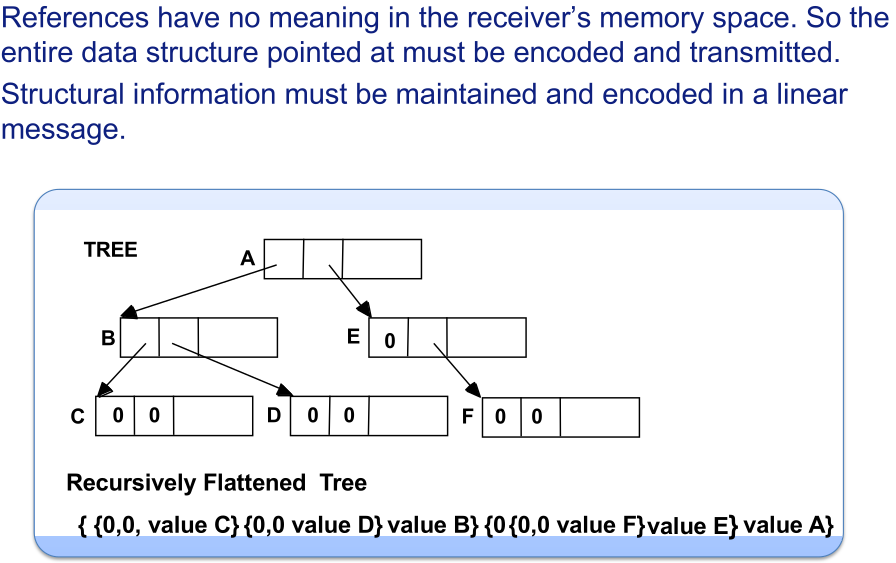 References have no meaning in the receiver’s memory space. So the
entire data structure pointed at must be encoded and transmitted.
Structural information must be maintained and encoded in a linear
message.
TREE
A
B
E 0
C 0 0
D 0 0
F 0 0
Recursively Flattened Tree
{ {0,0, value C} {0,0 value D} value B} {0 {0,0 value F} value E} value A}